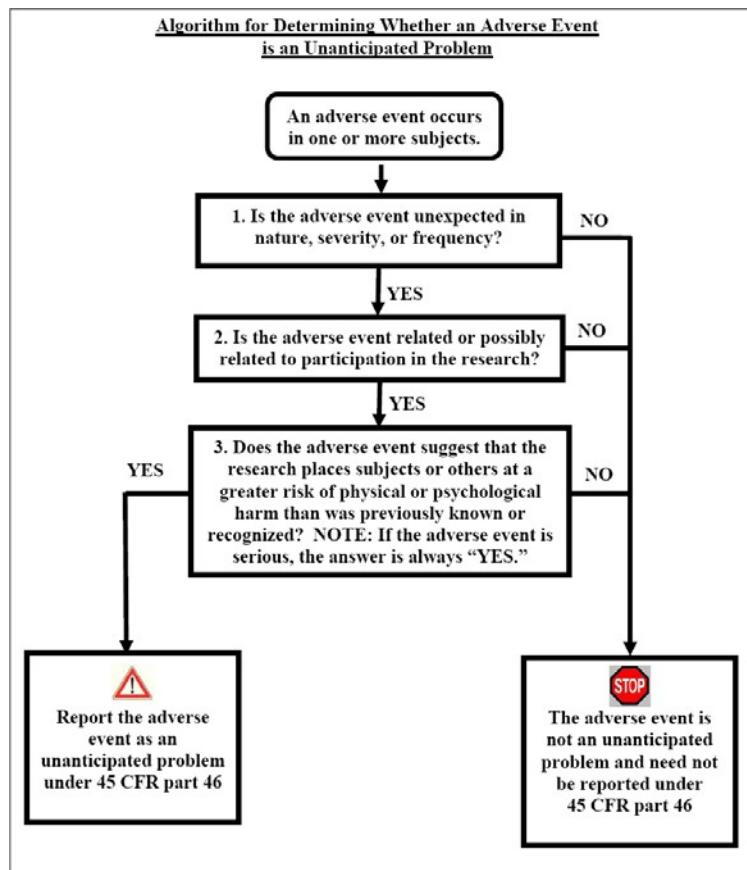 Algorithm for Determining Whether an Adverse Event
is an Unanticipated Problem
An adverse event occurs
in one or more subjects.
1. Is the adverse event unexpected in
nature, severity, or frequency?
NO
YES
2. Is the adverse event related or possibly
related to participation in the research?
NO
YES
3. Does the adverse event suggest that the
research places subjects or others at a
greater risk of physical or psychological
harm than was previously known or
recognized?  NOTE: If the adverse event is
serious, the answer is always “YES.”
YES
NO
!
Report the adverse
event as an
unanticipated problem
under 45 CFR part 46
STOP
The adverse event is
not an unanticipated
problem and need not
be reported under
45 CFR part 46